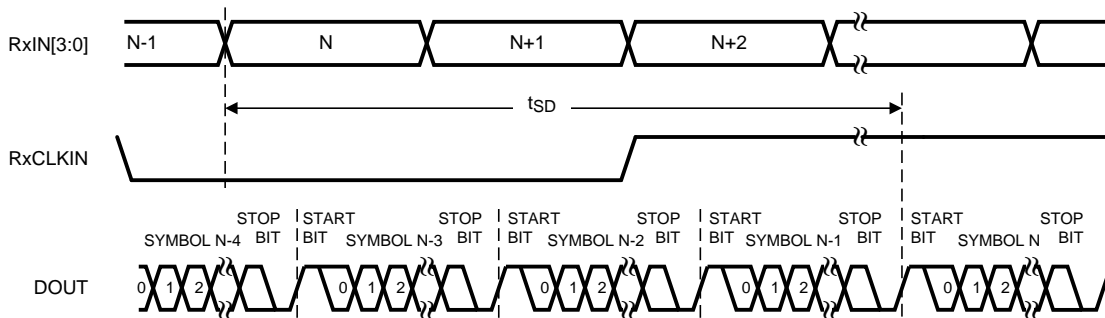 RxIN[3:0] N-1 N N+1 N+2
tSD
RxCLKIN
STOP START STOP START STOP START STOP START STOP
SYMBOL N-4 BIT BIT SYMBOL N-3 BIT BIT SYMBOL N-2 BIT BIT SYMBOL N-1 BIT BIT SYMBOL N BIT
DOUT 0 1 2 0 1 2 0 1 2 0 1 2 0 1 2